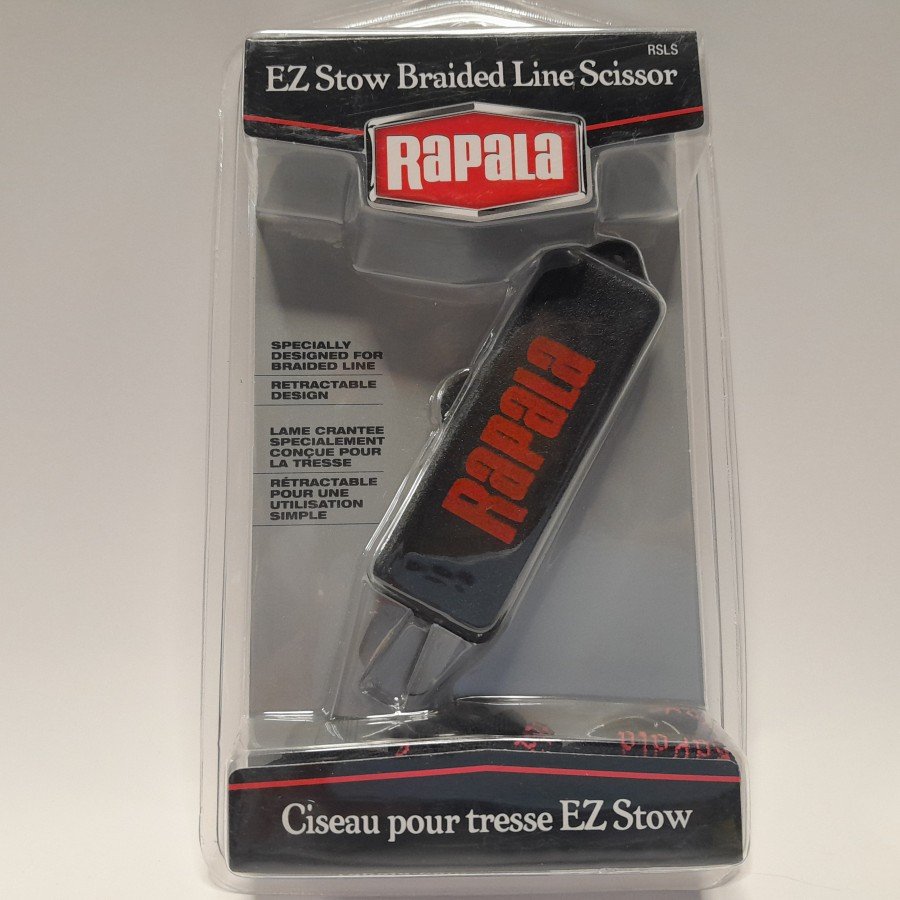 RSLS
EZ Stow Braided Line Scissor
RAPALA
SPECIALLY
DESIGNED FOR
BRAIDED LINE
RETRACTABLE
DESIGN
LAME CRANTEE
SPECIALEMENT
CONÇUE POUR
LA TRESSE
RÉTRACTABLE
POUR UNE
UTILISATION
SIMPLE
RAPALA
Ciseau pour tresse EZ Stow